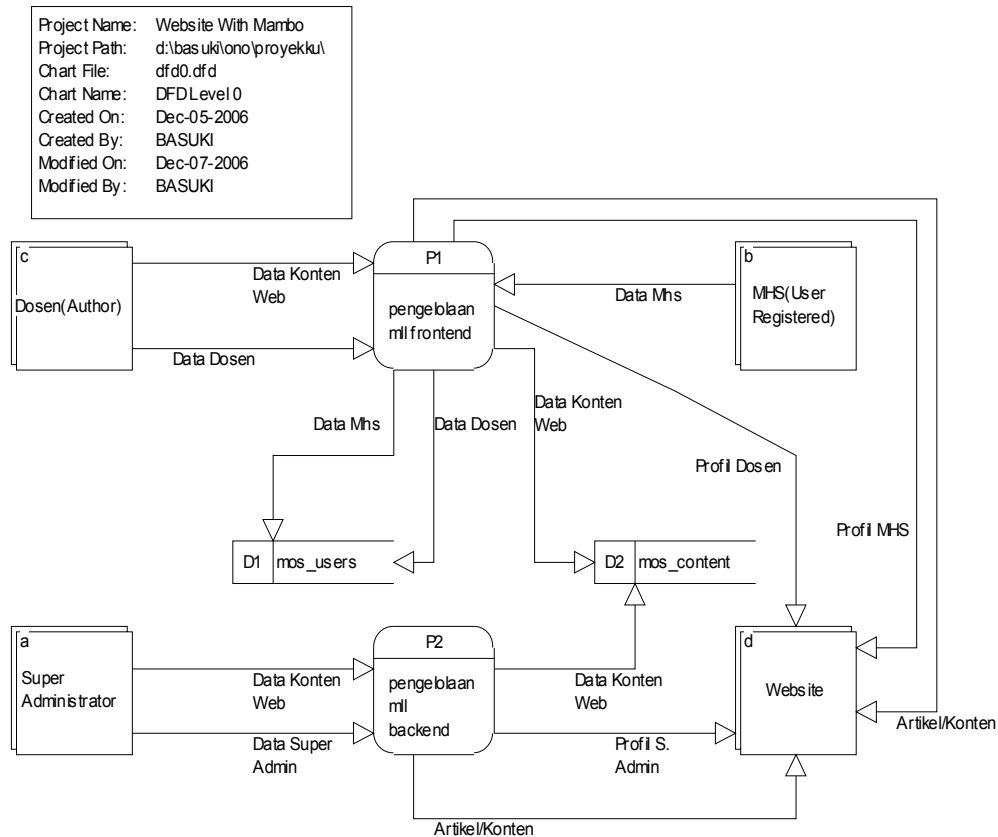 Project Name: Website With Mambo
Project Path: d:\basuki\ono\proyekku\
Chart File: dfd0.dfd
Chart Name: DFD Level 0
Created On: Dec-05-2006
Created By: BASUKI
Modified On: Dec-07-2006
Modified By: BASUKI
c
Dosen(Author)
Data Konten
Web
Data Dosen
P1
pengelolaan
mll frontend
b
MHS(User
Registered)
Data Mhs
Data Mhs
Data Dosen
Data Konten
Web
Profil Dosen
Profil MHS
D1 mos_users
D2 mos_content
a
Super
Administrator
Data Konten
Web
Data Super
Admin
P2
pengelolaan
mll
backend
Data Konten
Web
Profil S.
Admin
d
Website
Artikel/Konten
Artikel/Konten